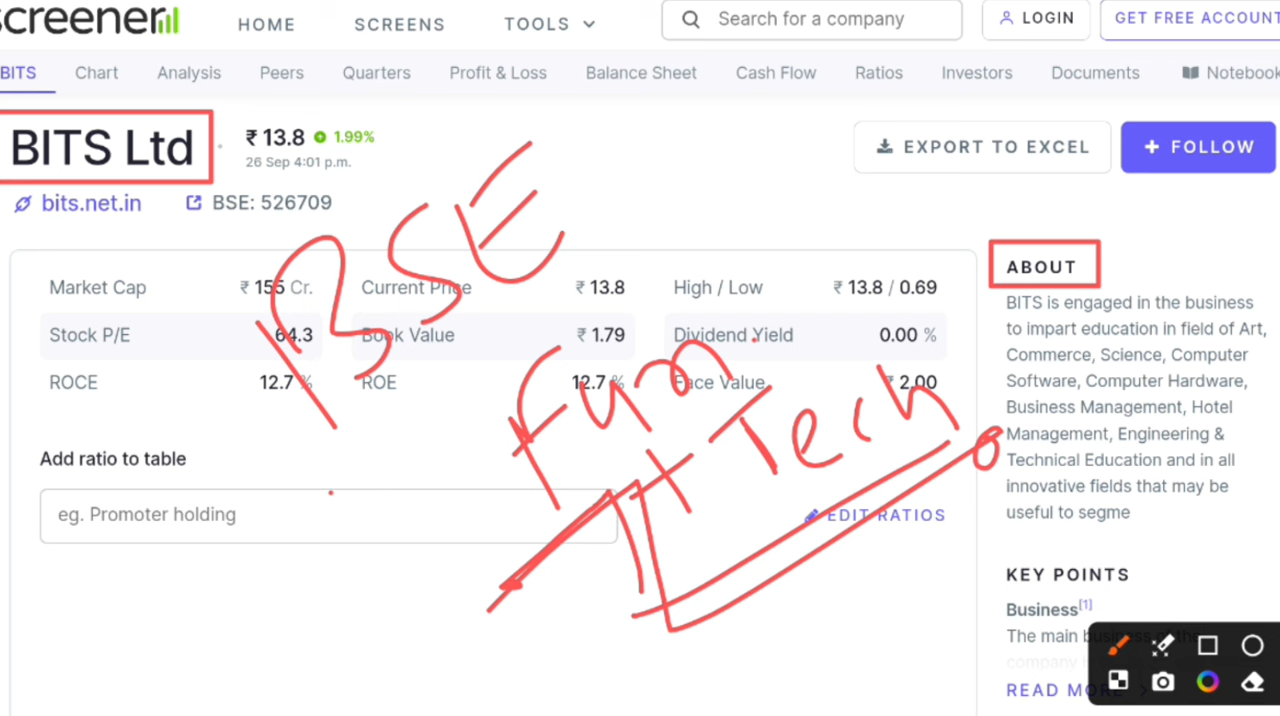 screener HOME SCREENS TOOLS Search for a company LOGIN GET FREE ACCOUNT
BITS Chart Analysis Peers Quarters Profit & Loss Balance Sheet Cash Flow Ratios Investors Documents Notebook
BITS Ltd ₹ 13.8 1.99%
26 Sep 4:01 p.m.
EXPORT TO EXCEL + FOLLOW
bits.net.in BSE: 526709
Market Cap ₹ 155 Cr. Current Price ₹ 13.8 High / Low ₹ 13.8 / 0.69
Stock P/E 64.3 Book Value ₹ 1.79 Dividend Yield 0.00 %
ROCE 12.7 % ROE 12.7 % Face Value ₹ 2.00
Add ratio to table
eg. Promoter holding
EDIT RATIOS
BSE
Fun
+ Tech
ABOUT
BITS is engaged in the business
to impart education in field of Art,
Commerce, Science, Computer
Software, Computer Hardware,
Business Management, Hotel
Management, Engineering &
Technical Education and in all
innovative fields that may be
useful to segme
KEY POINTS
Business[1]
The main business of the
company is
READ MORE